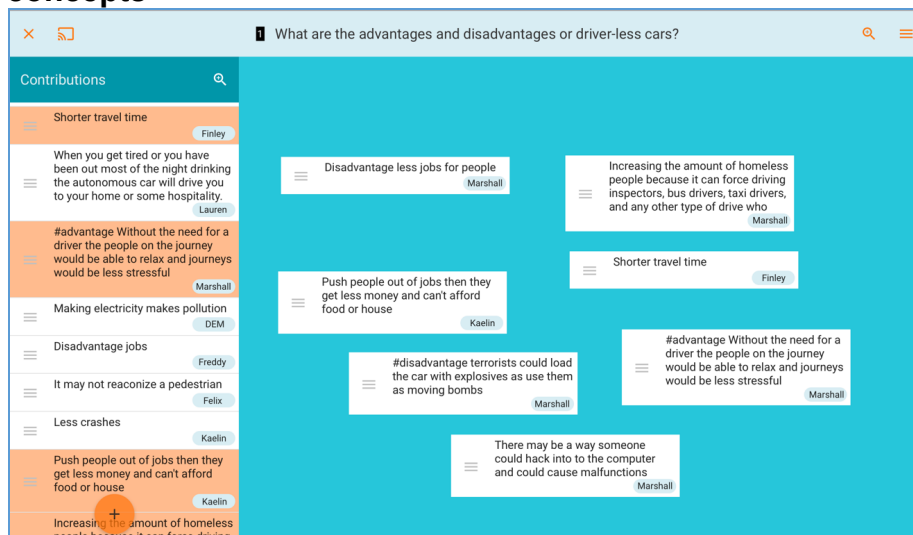 1 What are the advantages and disadvantages or driver-less cars?
Contributions
Shorter travel time
Finley
When you get tired or you have
been out most of the night drinking
the autonomous car will drive you
to your home or some hospitality.
Lauren
#advantage Without the need for a
driver the people on the journey
would be able to relax and journeys
would be less stressful
Marshall
Making electricity makes pollution
DEM
Disadvantage jobs
Freddy
It may not reaconize a pedestrian
Felix
Less crashes
Kaelin
Push people out of jobs then they
get less money and can't afford
food or house
Kaelin
+
Increasing the amount of homeless
Disadvantage less jobs for people
Marshall
Increasing the amount of homeless
people because it can force driving
inspectors, bus drivers, taxi drivers,
and any other type of drive who
Marshall
Shorter travel time
Finley
Push people out of jobs then they
get less money and can't afford
food or house
Kaelin
#advantage Without the need for a
driver the people on the journey
would be able to relax and journeys
would be less stressful
Marshall
#disadvantage terrorists could load
the car with explosives as use them
as moving bombs
Marshall
There may be a way someone
could hack into to the computer
and could cause malfunctions
Marshall